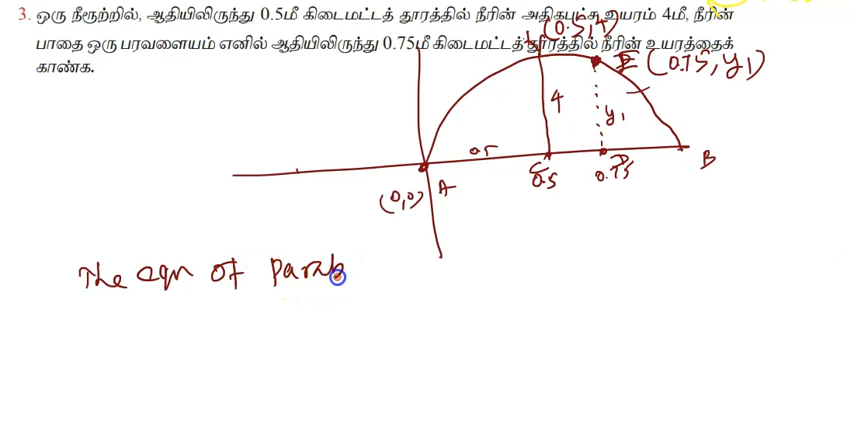 3. ஒரு நீரூற்றில், ஆதியிலிருந்து 0.5மீ கிடைமட்டத் தூரத்தில் நீரின் அதிகபட்ச உயரம் 4மீ, நீரின்
பாதை ஒரு பரவளையம் எனில் ஆதியிலிருந்து 0.75மீ கிடைமட்டத் தூரத்தில் நீரின் உயரத்தைக்
காண்க.
(0.5, 4)
E (0.75, y1)
4
y1
0.5
C
0.5
D
0.75
B
(0,0) A
The eqn of Parab